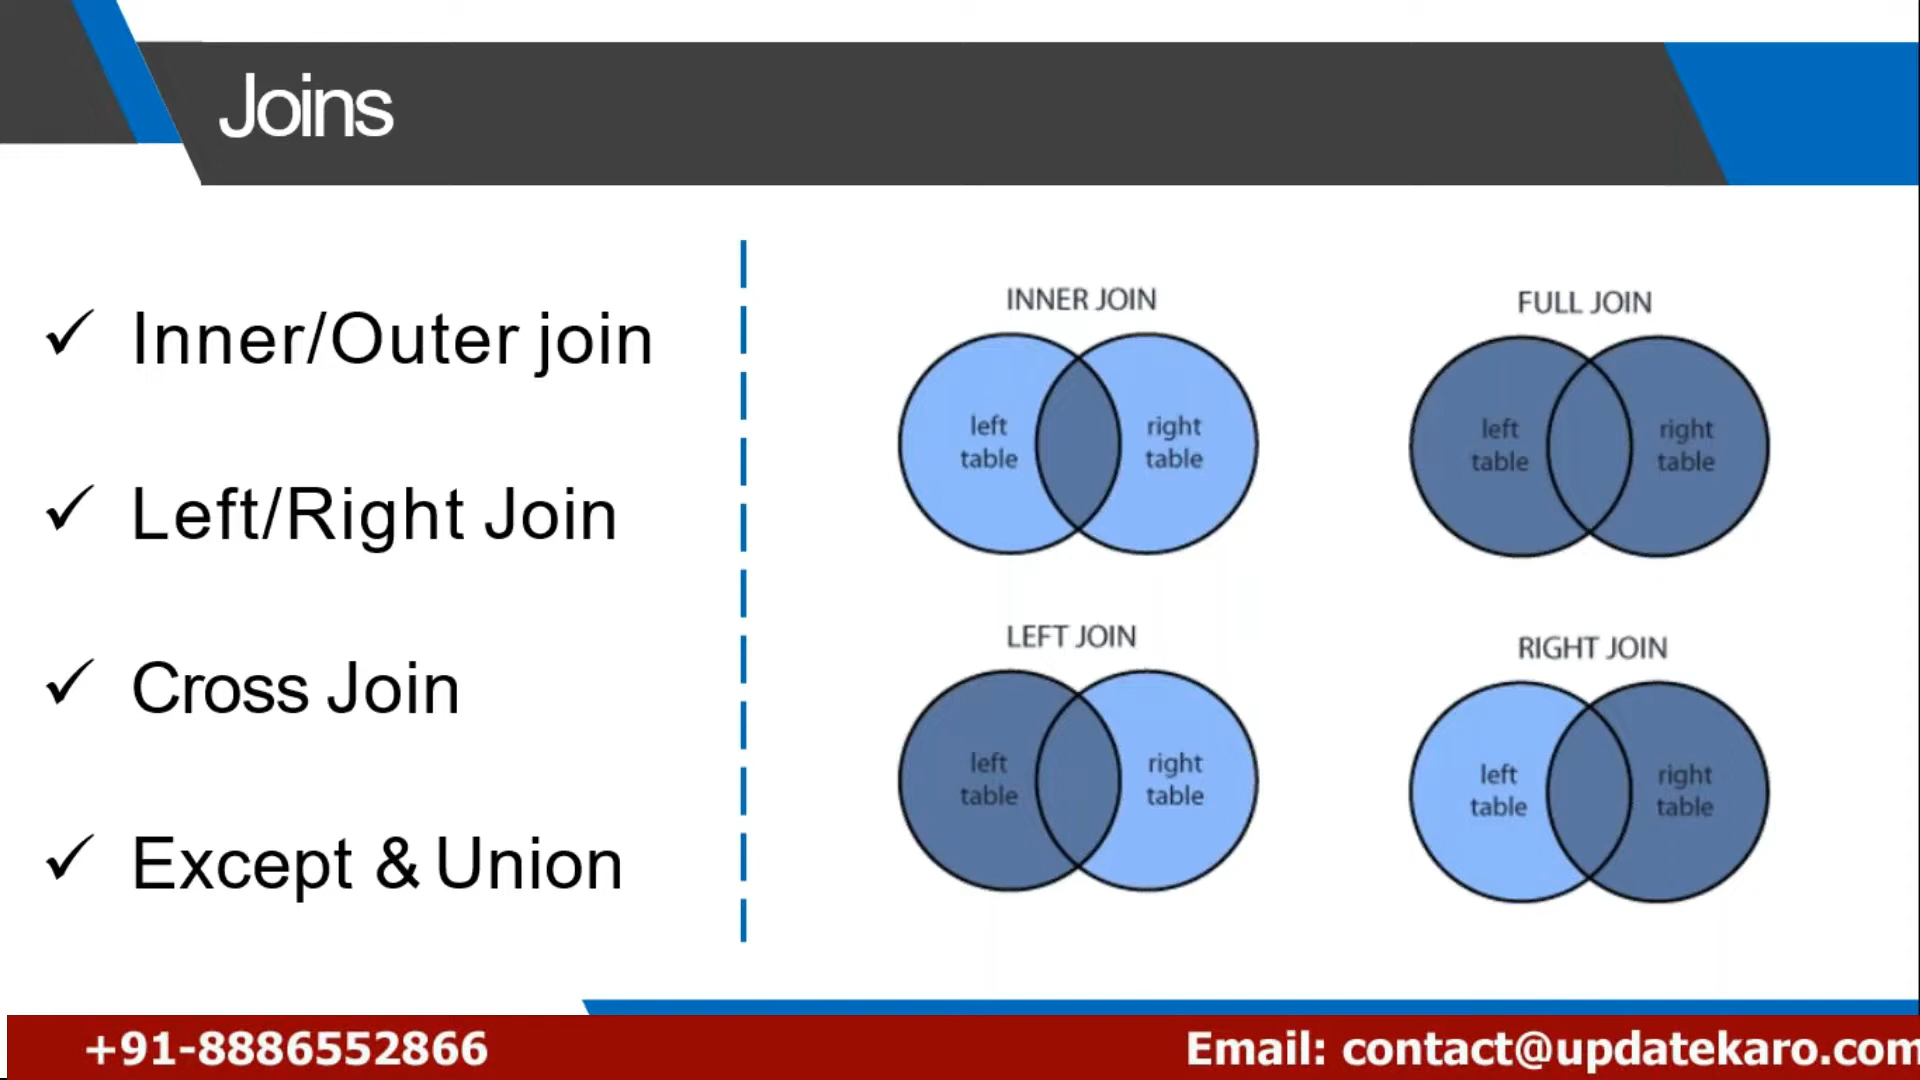 Joins
Inner/Outer join
Left/Right Join
Cross Join
Except & Union
INNER JOIN
left
table
right
table
FULL JOIN
left
table
right
table
LEFT JOIN
left
table
right
table
RIGHT JOIN
left
table
right
table
+91-8886552866
Email: contact@updatekaro.com